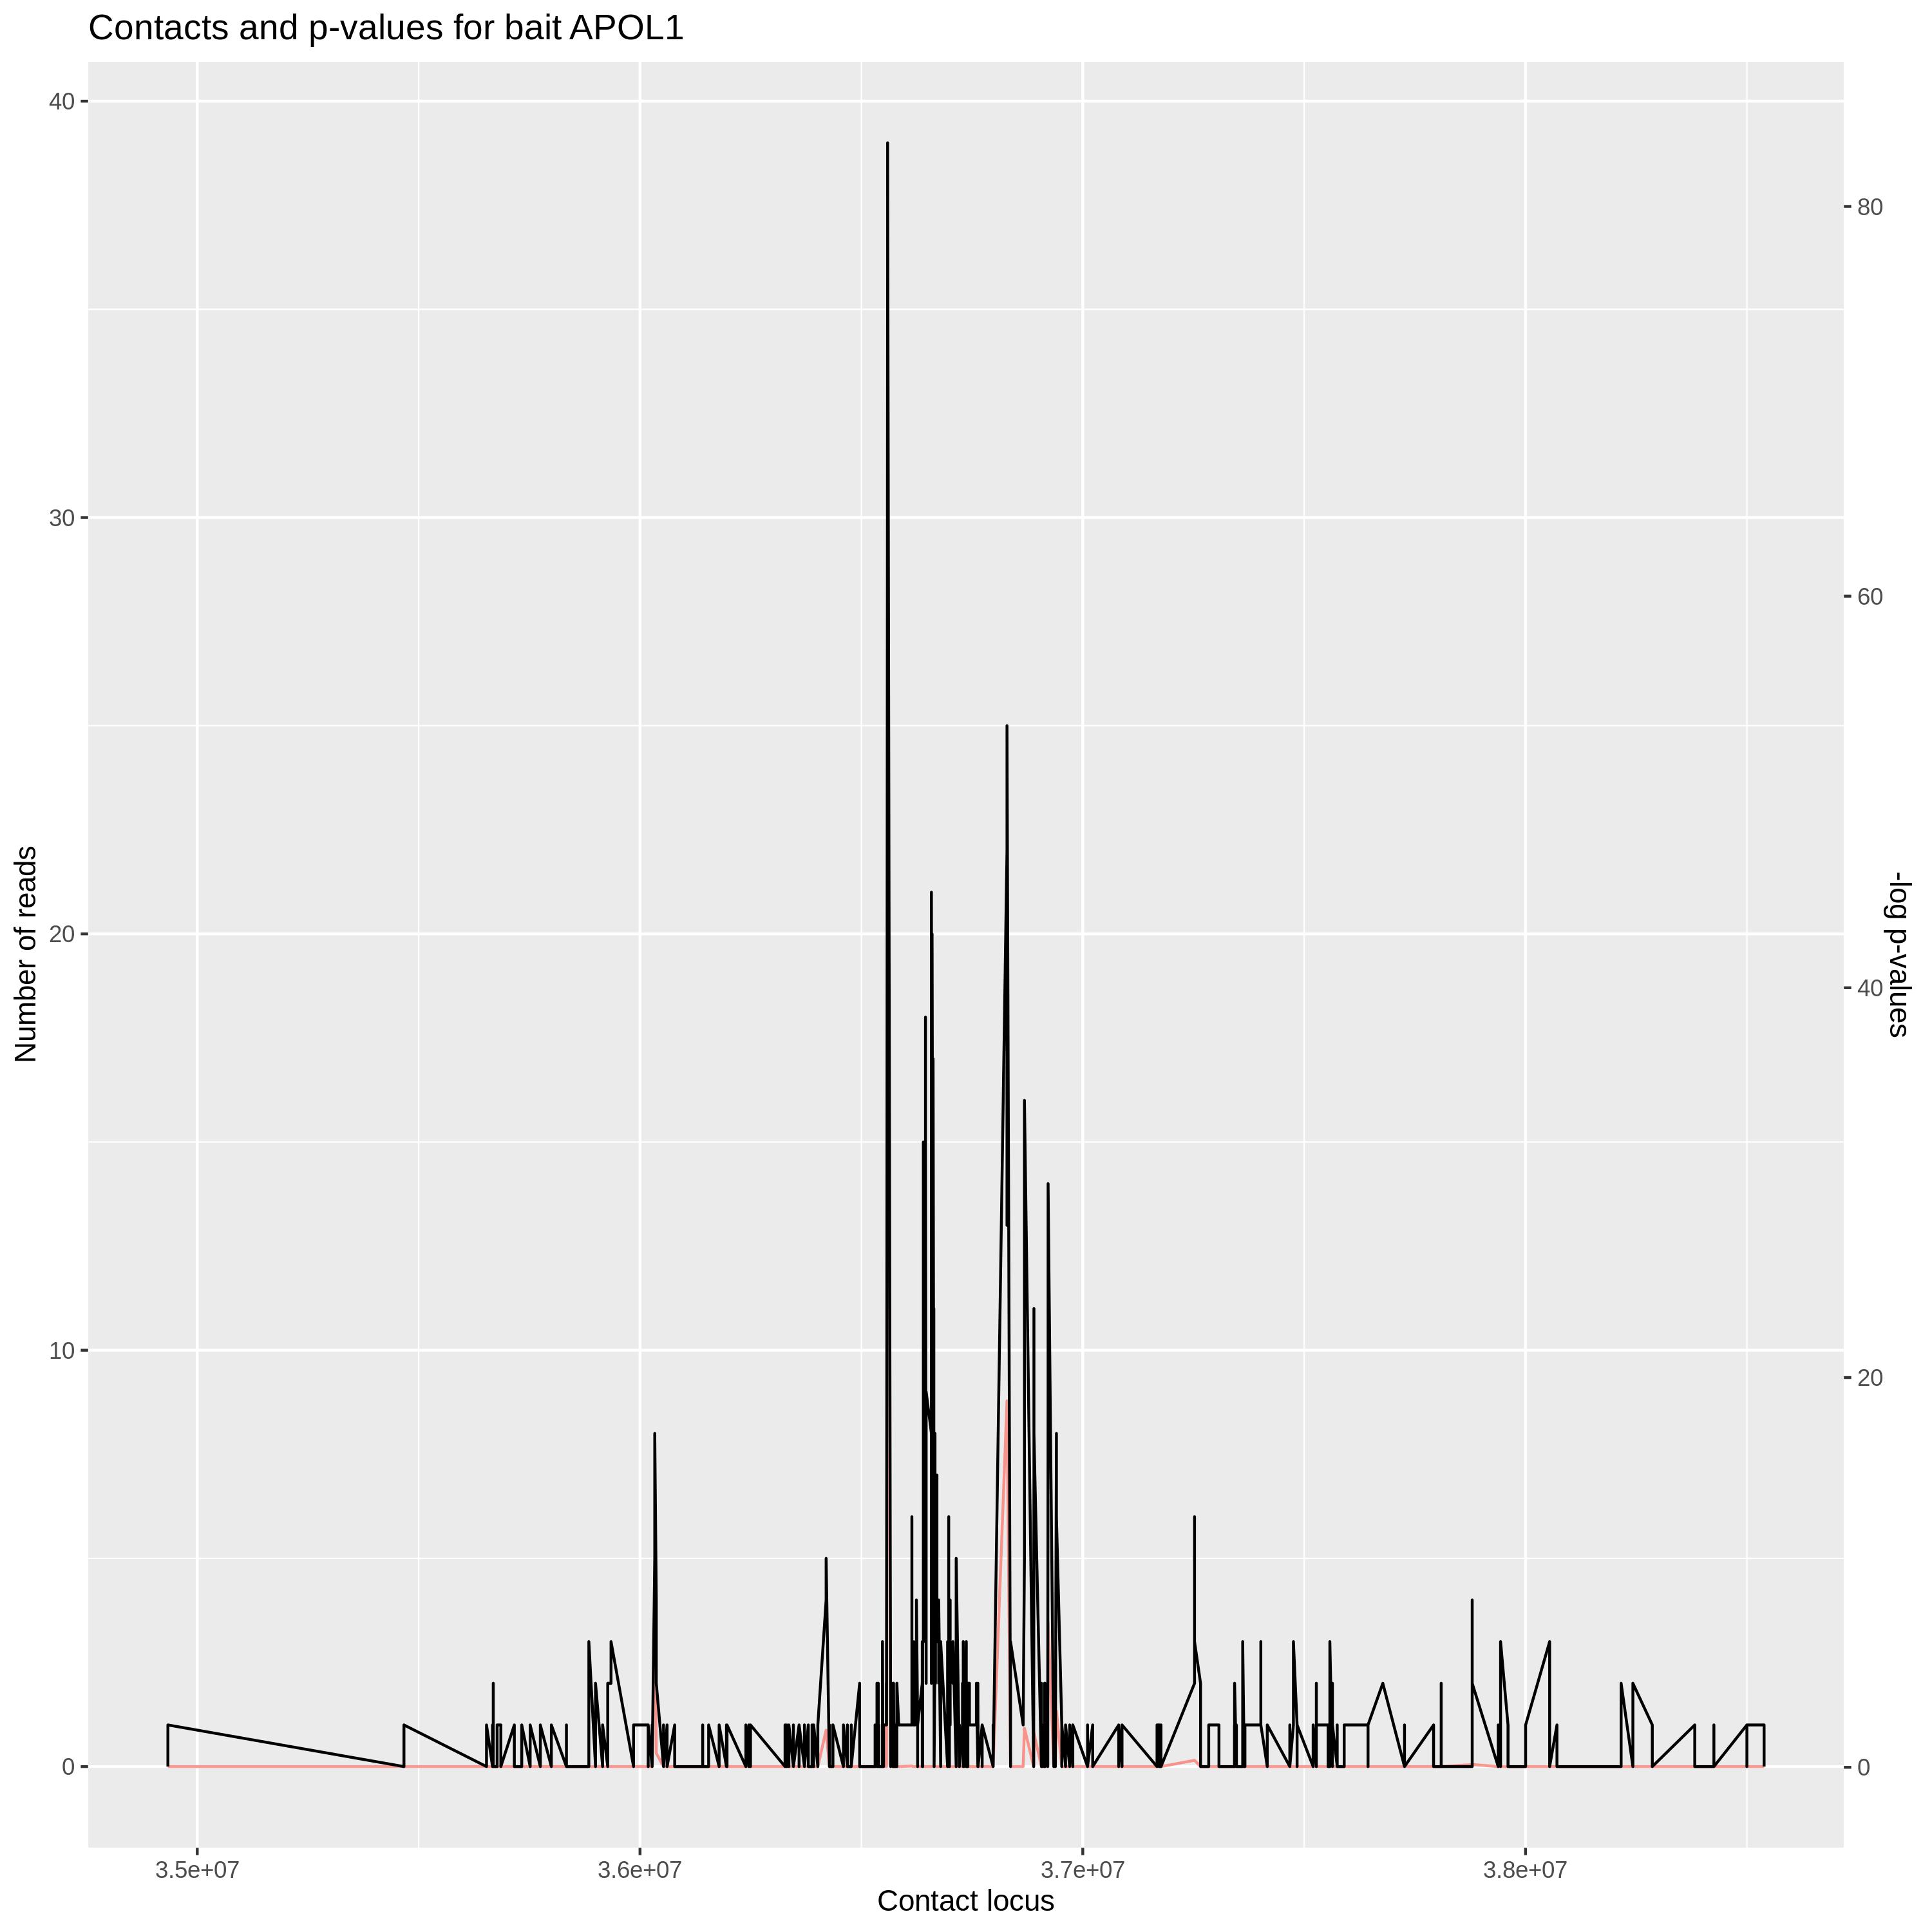 Contacts and p-values for bait APOL1
40
30
20
10
0
Number of reads
80
60
40
20
0
-log p-values
3.5e+07
3.6e+07
3.7e+07
3.8e+07
Contact locus